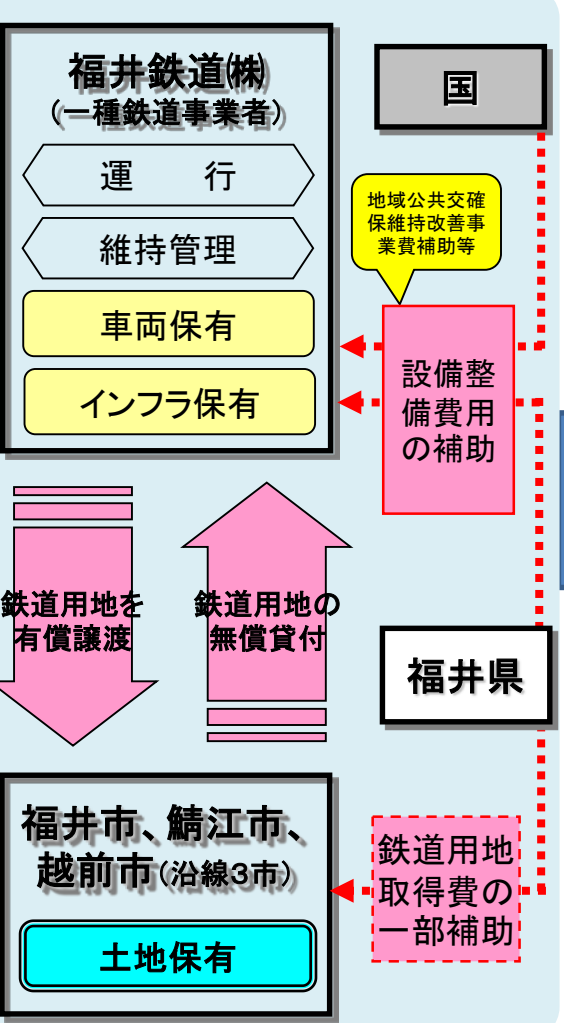 福井鉄道㈱
(一種鉄道事業者)
運　　行
維持管理
車両保有
インフラ保有
国
地域公共交確
保維持改善事
業費補助等
設備整
備費用
の補助
鉄道用地を
有償譲渡
鉄道用地の
無償貸付
福井県
福井市、鯖江市、
越前市(沿線3市)
土地保有
鉄道用地
取得費の
一部補助